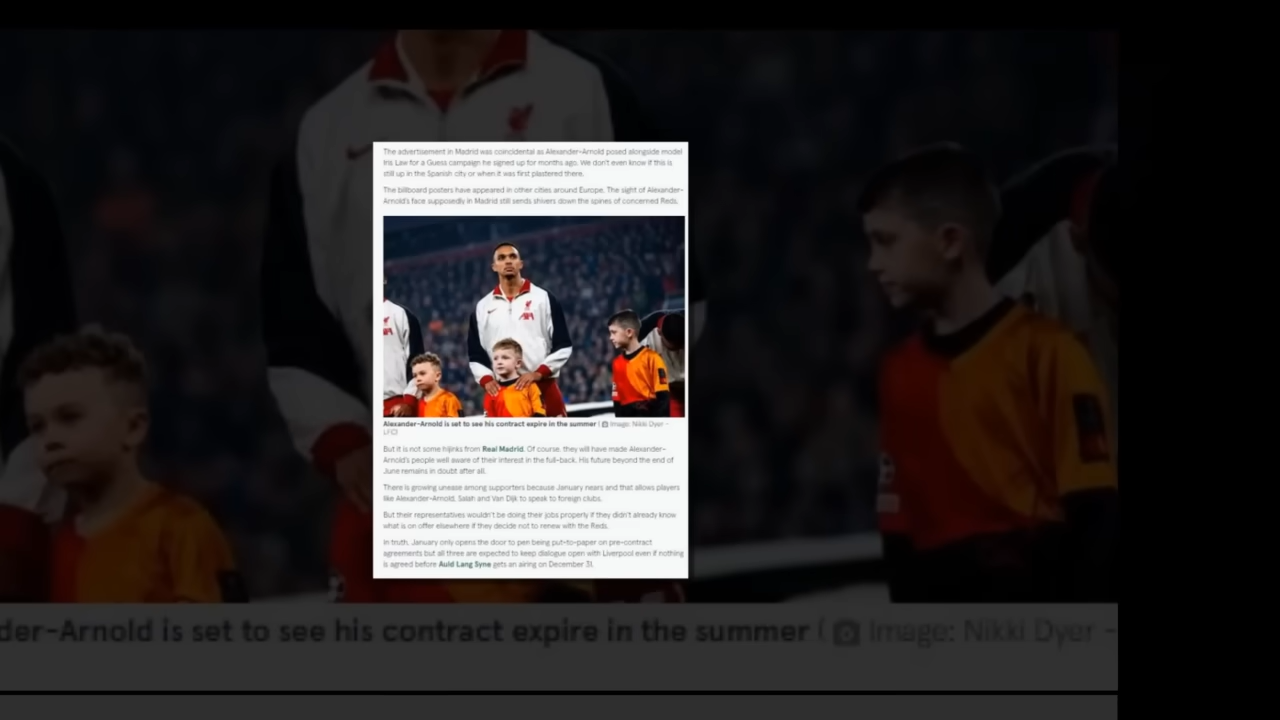 The advertisement in Madrid was coincidental as Alexander-Arnold posed alongside model
Iris Law for a Guess campaign he signed up for months ago. We don't even know if this is
still up in the Spanish city or when it was first plastered there.
The billboard posters have appeared in other cities around Europe. The sight of Alexander-
Arnold's face supposedly in Madrid still sends shivers down the spines of concerned Reds.
Alexander-Arnold is set to see his contract expire in the summer ( Image: Nikki Dyer -
LFC)
But it is not some hijinks from Real Madrid. Of course, they will have made Alexander-
Arnold's people well aware of their interest in the full-back. His future beyond the end of
June remains in doubt after all.
There is growing unease among supporters because January nears and that allows players
like Alexander-Arnold, Salah and Van Dijk to speak to foreign clubs.
But their representatives wouldn't be doing their jobs properly if they didn't already know
what is on offer elsewhere if they decide not to renew with the Reds.
In truth, January only opens the door to pen being put-to-paper on pre-contract
agreements but all three are expected to keep dialogue open with Liverpool even if nothing
is agreed before Auld Lang Syne gets an airing on December 31.
der-Arnold is set to see his contract expire in the summer ( Image: Nikki Dyer -